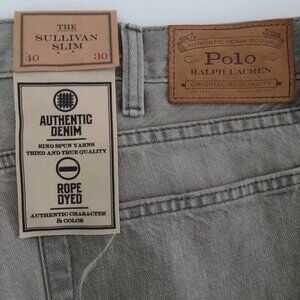 THE
SULLIVAN
SLIM
40 30
AUTHENTIC
DENIM
RING SPUN YARNS
TRIED AND TRUE QUALITY
ROPE
DYED
AUTHENTIC CHARACTER
& COLOR
AUTHENTIC DENIM GOODS
Polo
RALPH LAUREN
ORIGINAL QUALITY